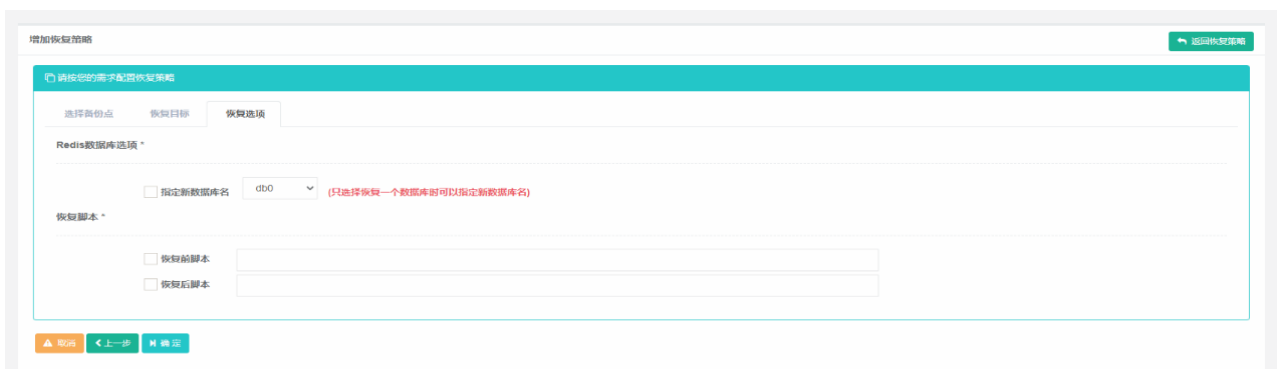 增加恢复策略
返回恢复策略
请按您的需求配置恢复策略
选择备份点 恢复目标 恢复选项
Redis数据库选项 *
指定新数据库名 db0 (只选择恢复一个数据库时可以指定新数据库名)
恢复脚本 *
恢复前脚本
恢复后脚本
取消 上一步 确定